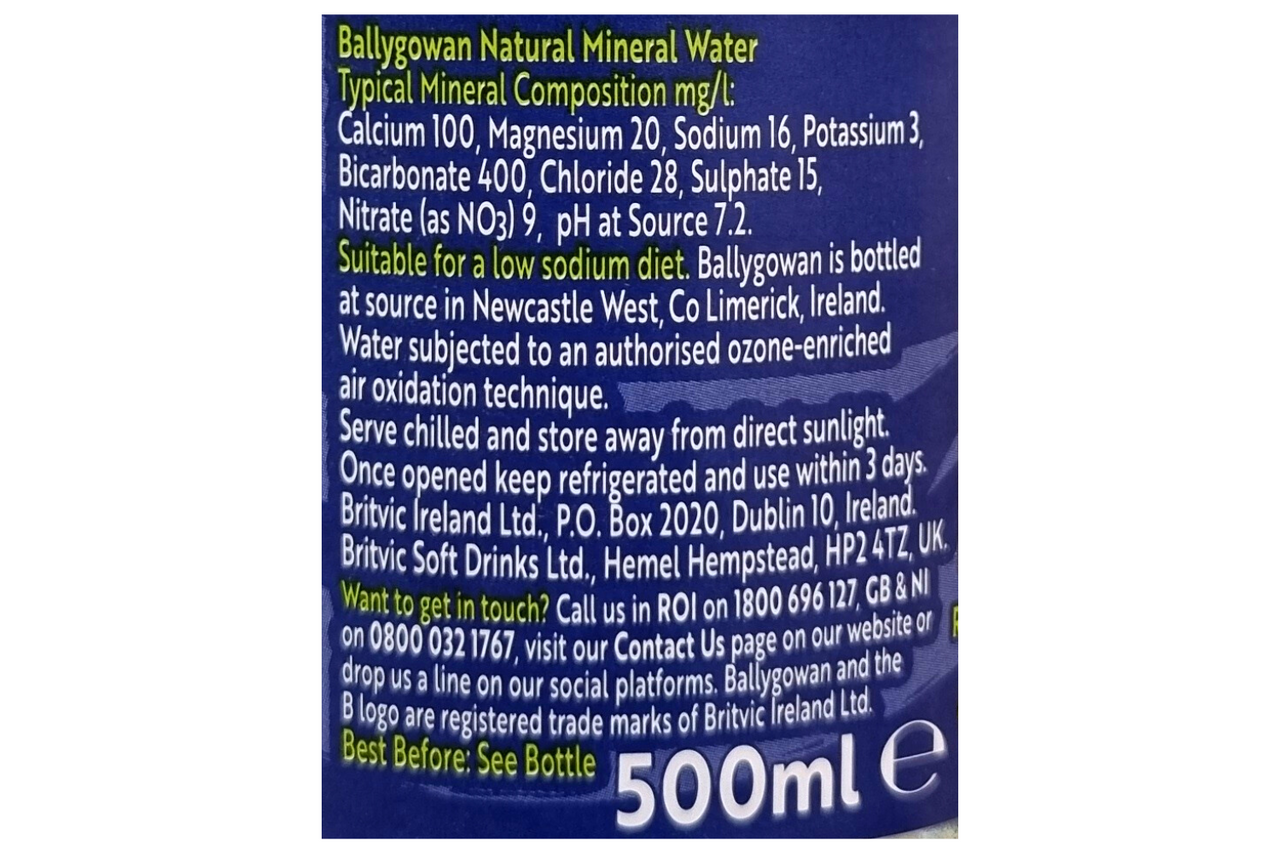 Ballygowan Natural Mineral Water
Typical Mineral Composition mg/l:
Calcium 100, Magnesium 20, Sodium 16, Potassium 3,
Bicarbonate 400, Chloride 28, Sulphate 15,
Nitrate (as NO3) 9, pH at Source 7.2.
Suitable for a low sodium diet. Ballygowan is bottled
at source in Newcastle West, Co Limerick, Ireland.
Water subjected to an authorised ozone-enriched
air oxidation technique.
Serve chilled and store away from direct sunlight.
Once opened keep refrigerated and use within 3 days.
Britvic Ireland Ltd., P.O. Box 2020, Dublin 10, Ireland.
Britvic Soft Drinks Ltd., Hemel Hempstead, HP2 4TZ, UK.
Want to get in touch? Call us in ROI on 1800 696 127, GB & NI
on 0800 032 1767, visit our Contact Us page on our website or
drop us a line on our social platforms. Ballygowan and the
B logo are registered trade marks of Britvic Ireland Ltd.
Best Before: See Bottle
500ml e